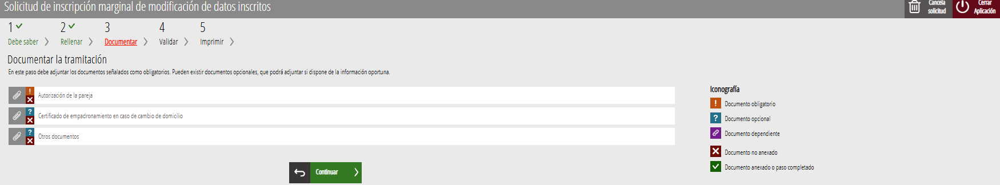 Solicitud de inscripción marginal de modificación de datos inscritos
Cancela
solicitud
Cerrar
Aplicación
1 2 3 4 5
Debe saber Rellenar Documentar Validar Imprimir
Documentar la tramitación
En este paso debe adjuntar los documentos señalados como obligatorios. Pueden existir documentos opcionales, que podrá adjuntar si dispone de la información oportuna.
! Autorización de la pareja
? Certificado de empadronamiento en caso de cambio de domicilio
? Otros documentos
Continuar
Iconografía
! Documento obligatorio
? Documento opcional
Documento dependiente
Documento no anexado
Documento anexado o paso completado